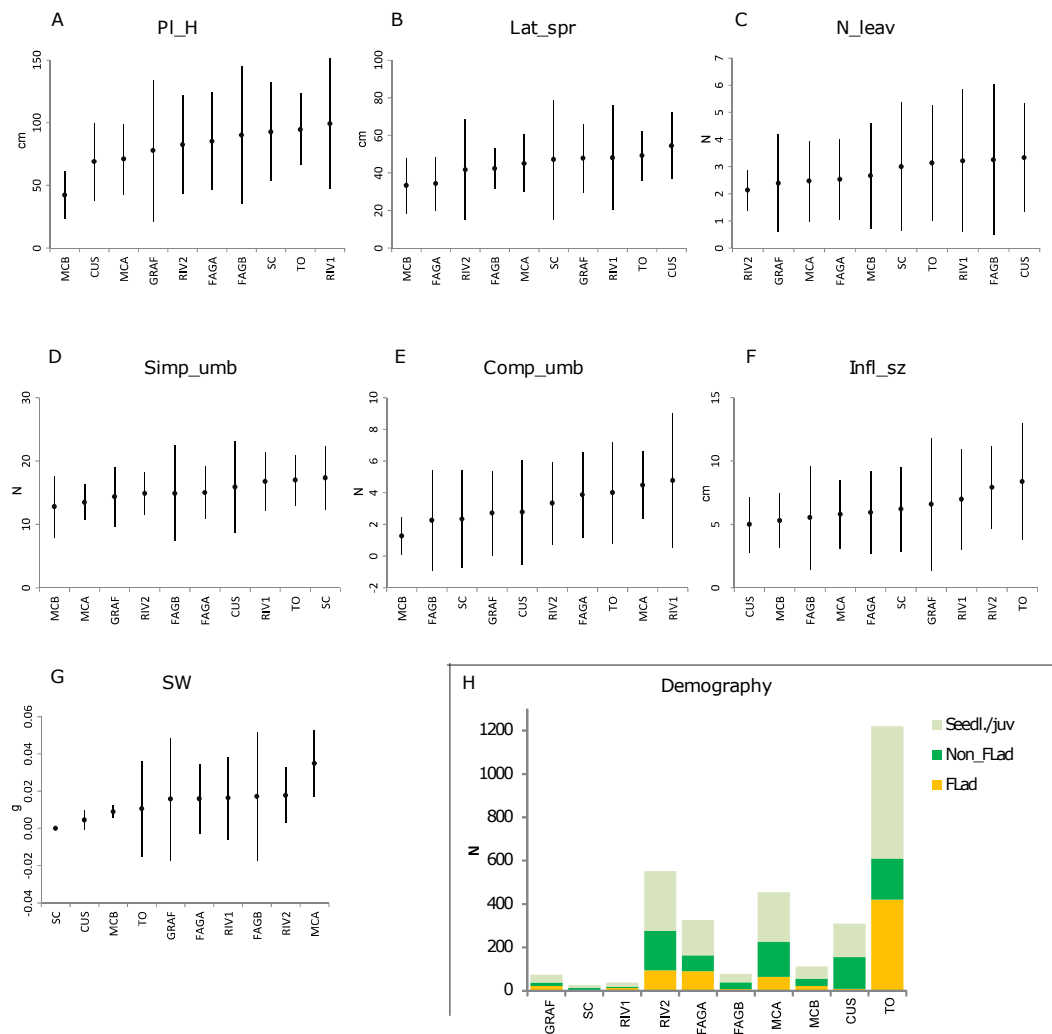 A
Pl_H
150
100
50
0
cm
MCB CUS MCA GRAF RIV2 FAGA FAGB SC TO RIV1
B
Lat_spr
100
80
60
40
20
0
cm
MCB FAGA RIV2 FAGB MCA SC GRAF RIV1 TO CUS
C
N_leav
7
6
5
4
3
2
1
0
N
RIV2 GRAF MCA FAGA MCB SC TO RIV1 FAGB CUS
D
Simp_umb
30
20
10
0
N
MCB MCA GRAF RIV2 FAGB FAGA CUS RIV1 TO SC
E
Comp_umb
10
8
6
4
2
0
-2
N
MCB FAGB SC GRAF CUS RIV2 FAGA TO MCA RIV1
F
Infl_sz
15
10
5
0
cm
CUS MCB FAGB MCA FAGA SC GRAF RIV1 RIV2 TO
G
SW
0.06
0.04
0.02
0.00
-0.02
-0.04
g
SC CUS MCB TO GRAF FAGA RIV1 FAGB RIV2 MCA
H
Demography
1200
1000
800
600
400
200
0
N
GRAF SC RIV1 RIV2 FAGA FAGB MCA MCB CUS TO
Seedl./juv
Non_FLad
FLad